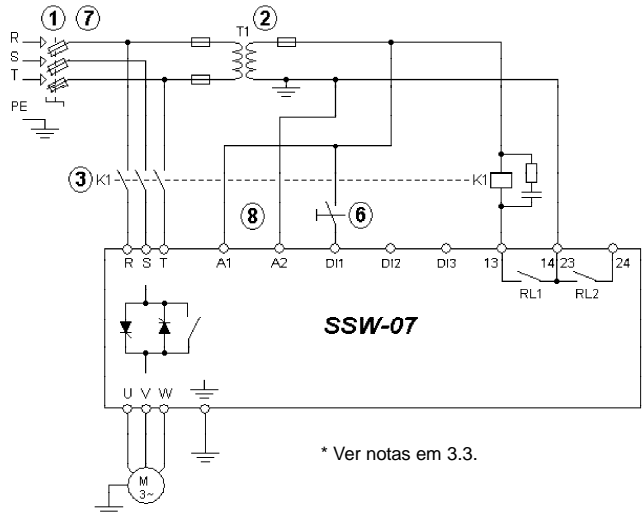 1 7 2
T1
R
S
T
PE
3 K1 K1
8 6
R S T A1 A2 DI1 DI2 DI3 13 14 23 24
RL1 RL2
SSW-07
U V W
* Ver notas em 3.3.
M
3~